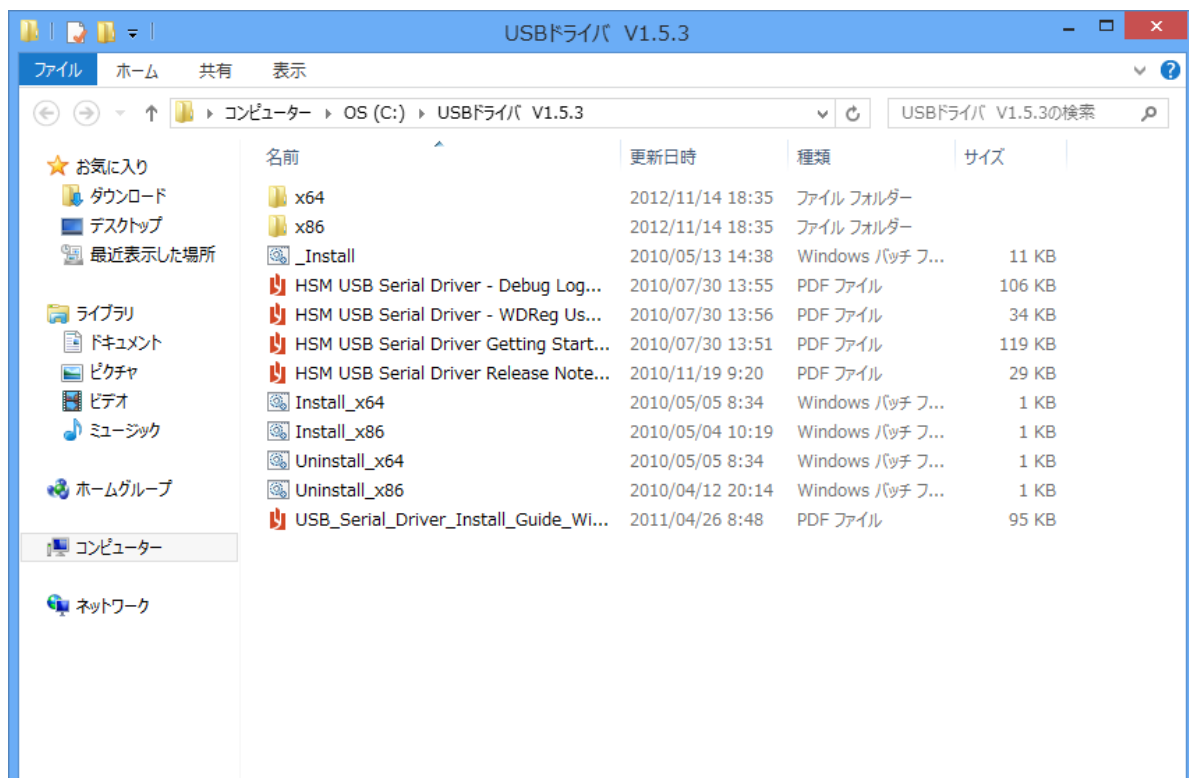 USBドライバ V1.5.3
ファイル ホーム 共有 表示
コンピューター OS (C:) USBドライバ V1.5.3 USBドライバ V1.5.3の検索
お気に入り
ダウンロード
デスクトップ
最近表示した場所
ライブラリ
ドキュメント
ピクチャ
ビデオ
ミュージック
ホームグループ
コンピューター
ネットワーク
名前 更新日時 種類 サイズ
x64 2012/11/14 18:35 ファイル フォルダー
x86 2012/11/14 18:35 ファイル フォルダー
_Install 2010/05/13 14:38 Windows バッチ フ... 11 KB
HSM USB Serial Driver - Debug Log... 2010/07/30 13:55 PDF ファイル 106 KB
HSM USB Serial Driver - WDReg Us... 2010/07/30 13:56 PDF ファイル 34 KB
HSM USB Serial Driver Getting Start... 2010/07/30 13:51 PDF ファイル 119 KB
HSM USB Serial Driver Release Note... 2010/11/19 9:20 PDF ファイル 29 KB
Install_x64 2010/05/05 8:34 Windows バッチ フ... 1 KB
Install_x86 2010/05/04 10:19 Windows バッチ フ... 1 KB
Uninstall_x64 2010/05/05 8:34 Windows バッチ フ... 1 KB
Uninstall_x86 2010/04/12 20:14 Windows バッチ フ... 1 KB
USB_Serial_Driver_Install_Guide_Wi... 2011/04/26 8:48 PDF ファイル 95 KB